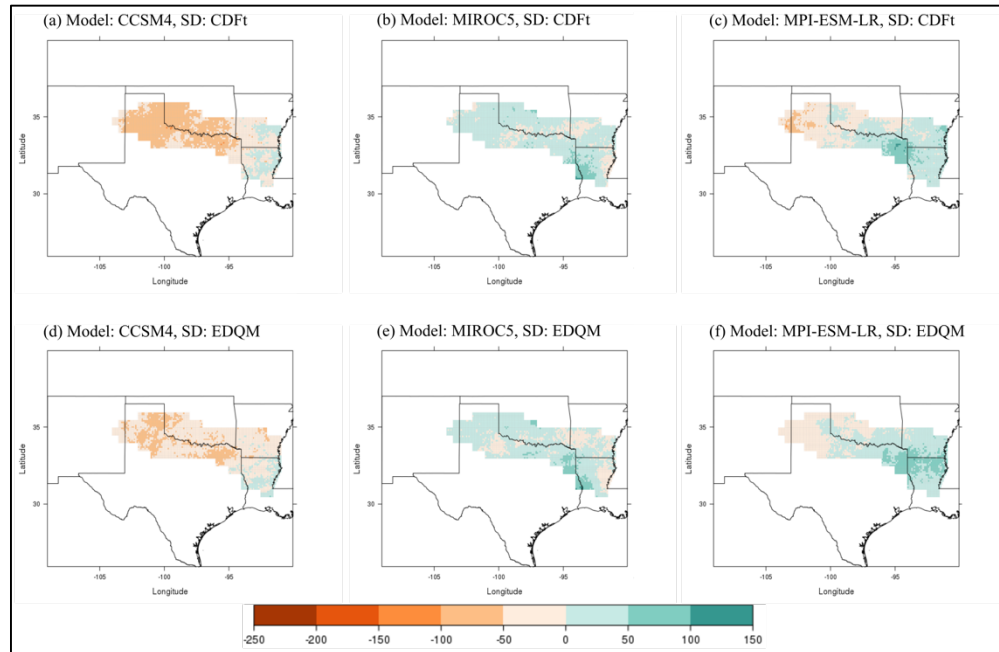 (a) Model: CCSM4, SD: CDFt
(b) Model: MIROC5, SD: CDFt
(c) Model: MPI-ESM-LR, SD: CDFt
Latitude
35
30
-105
-100
-95
Longitude
Latitude
35
30
-105
-100
-95
Longitude
Latitude
35
30
-105
-100
-95
Longitude
(d) Model: CCSM4, SD: EDQM
(e) Model: MIROC5, SD: EDQM
(f) Model: MPI-ESM-LR, SD: EDQM
Latitude
35
30
-105
-100
-95
Longitude
Latitude
35
30
-105
-100
-95
Longitude
Latitude
35
30
-105
-100
-95
Longitude
-250 -200 -150 -100 -50 0 50 100 150